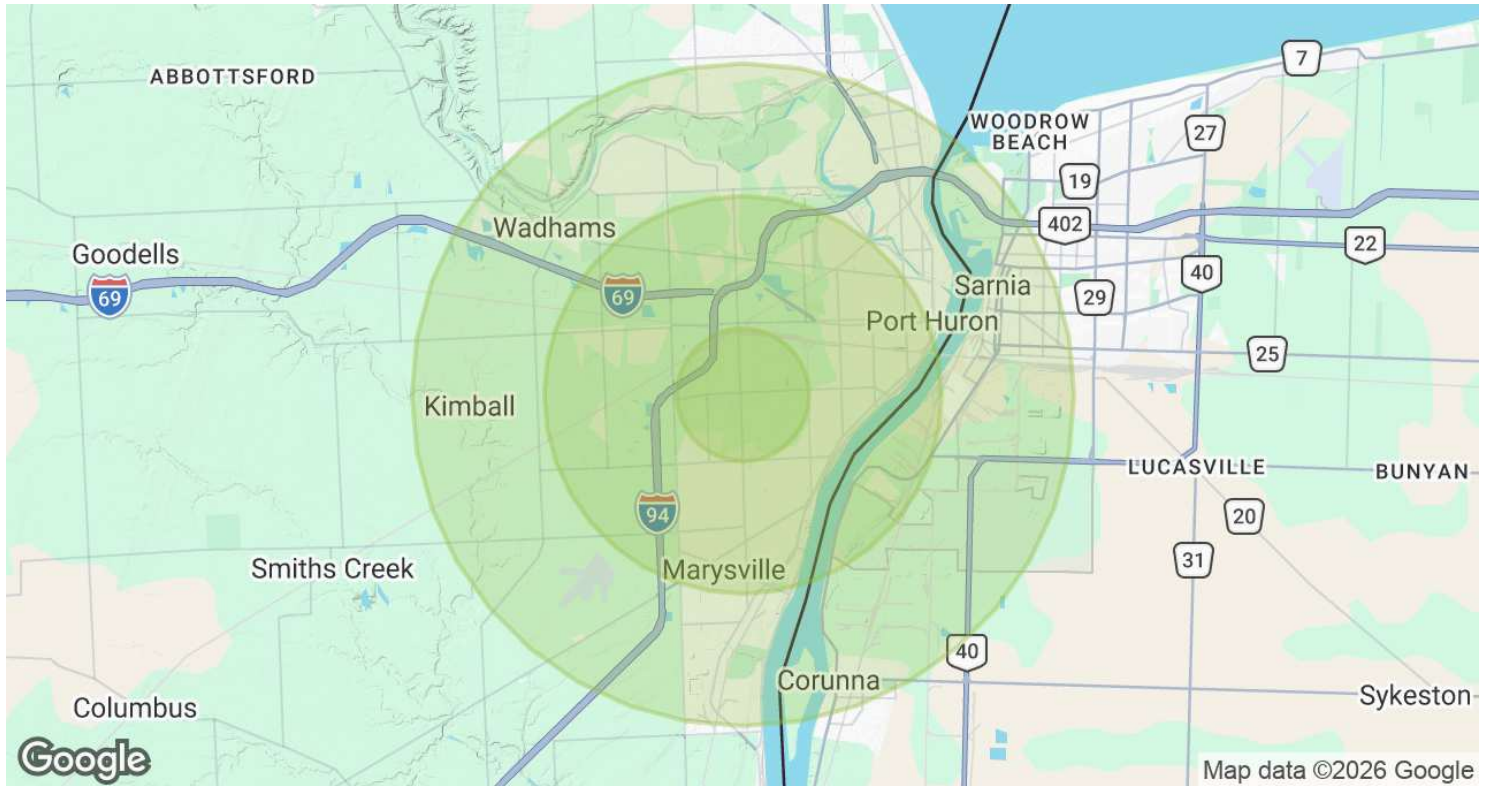 ABBOTTSFORD
7
WOODROW
BEACH
27
19
Wadhams
402
22
Goodells
69
69
40
Sarnia
29
Port Huron
25
Kimball
LUCASVILLE
BUNYAN
94
20
Smiths Creek
Marysville
31
40
Corunna
Columbus
Sykeston
Google
Map data ©2026 Google